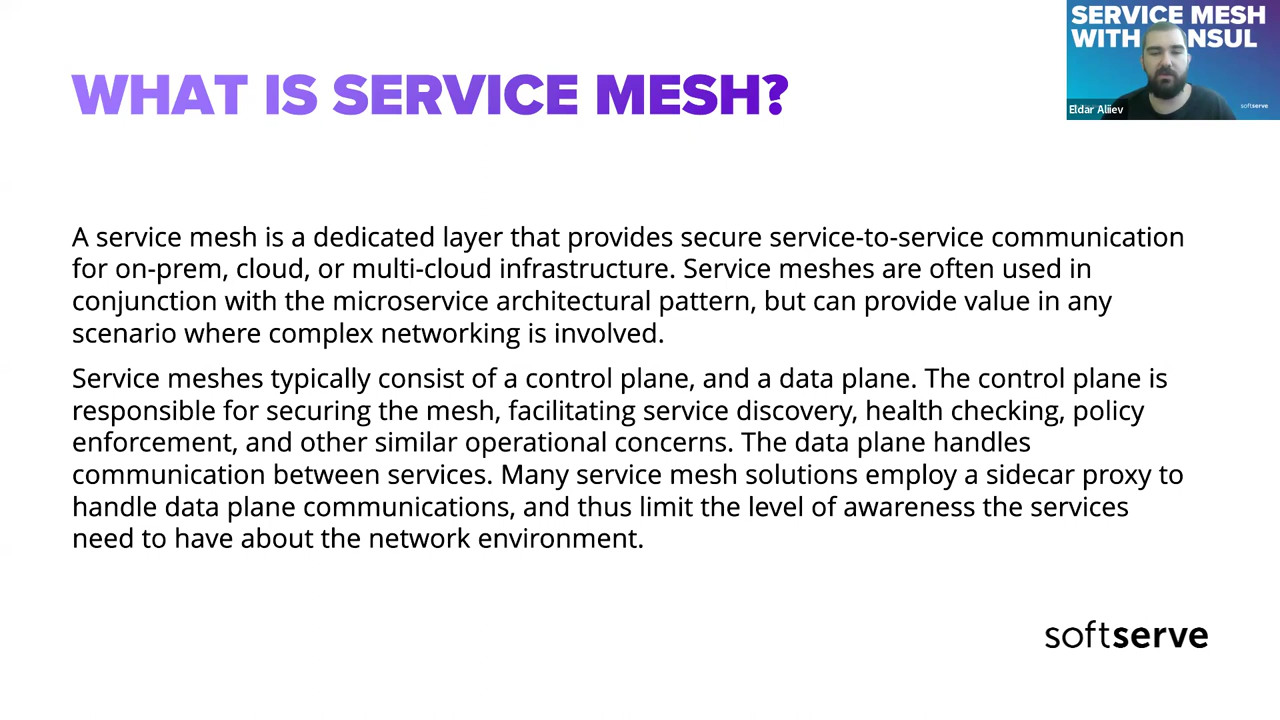 WHAT IS SERVICE MESH?
A service mesh is a dedicated layer that provides secure service-to-service communication
for on-prem, cloud, or multi-cloud infrastructure. Service meshes are often used in
conjunction with the microservice architectural pattern, but can provide value in any
scenario where complex networking is involved.
Service meshes typically consist of a control plane, and a data plane. The control plane is
responsible for securing the mesh, facilitating service discovery, health checking, policy
enforcement, and other similar operational concerns. The data plane handles
communication between services. Many service mesh solutions employ a sidecar proxy to
handle data plane communications, and thus limit the level of awareness the services
need to have about the network environment.
softserve
SERVICE MESH
WITH NSUL
Eldar Aliiev
softserve